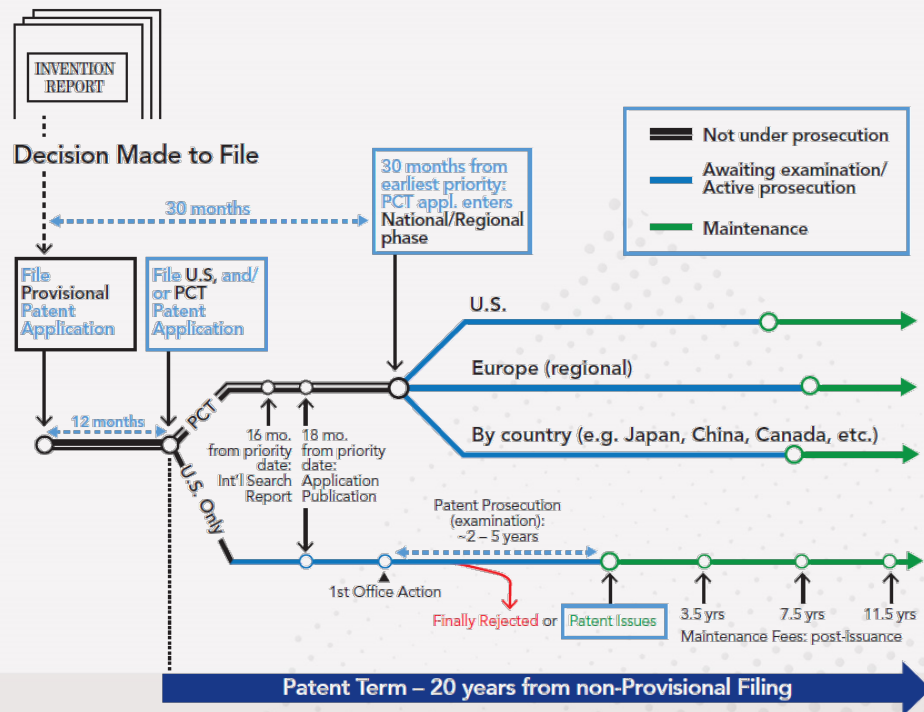 INVENTION
REPORT
Decision Made to File
30 months
30 months from
earliest priority:
PCT appl. enters
National/Regional
phase
Not under prosecution
Awaiting examination/
Active prosecution
Maintenance
File
Provisional
Patent
Application
File U.S, and/
or PCT
Patent
Application
12 months
PCT
U.S. Only
16 mo.
from priority
date:
Int'l Search
Report
18 mo.
from priority
date:
Application
Publication
U.S.
Europe (regional)
By country (e.g. Japan, China, Canada, etc.)
Patent Prosecution
(examination):
~2 – 5 years
1st Office Action
Finally Rejected or
Patent Issues
3.5 yrs
7.5 yrs
11.5 yrs
Maintenance Fees: post-issuance
Patent Term – 20 years from non-Provisional Filing